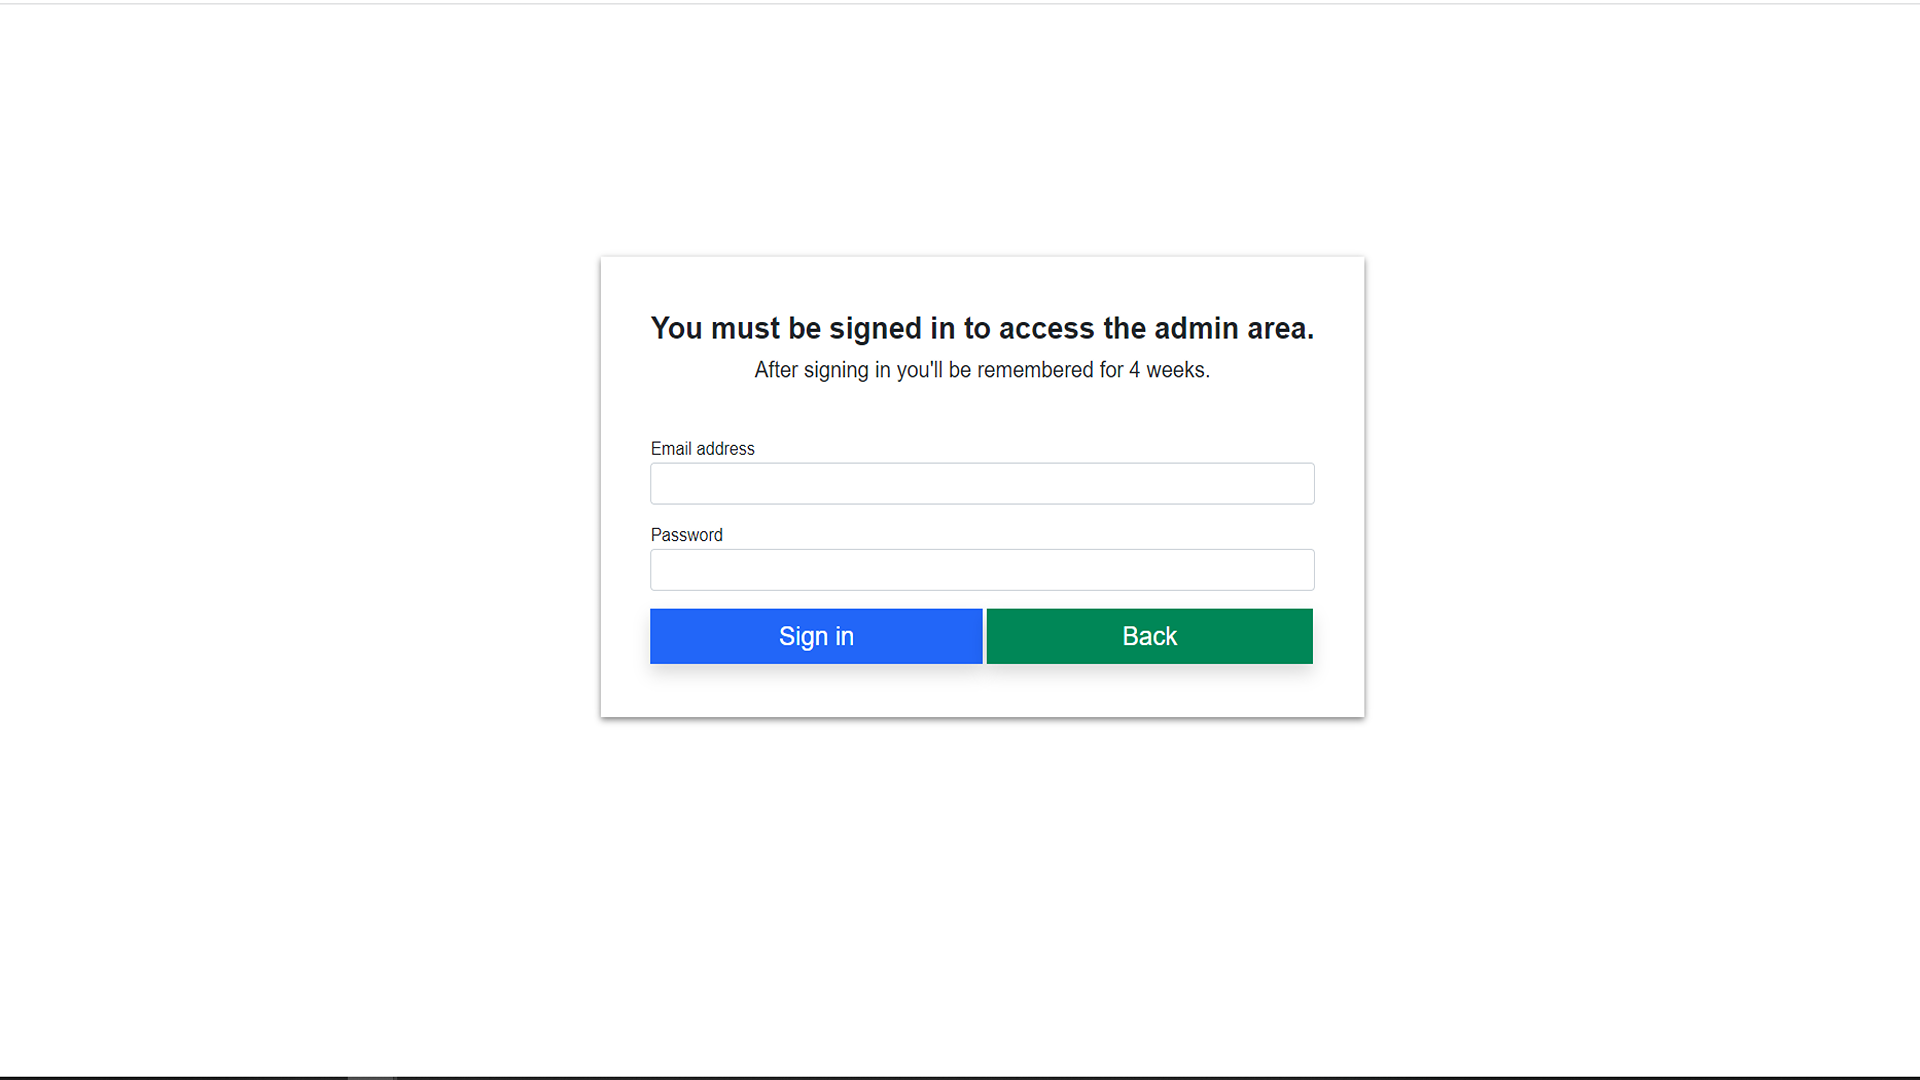 You must be signed in to access the admin area.
After signing in you'll be remembered for 4 weeks.
Email address
Password
Sign in
Back